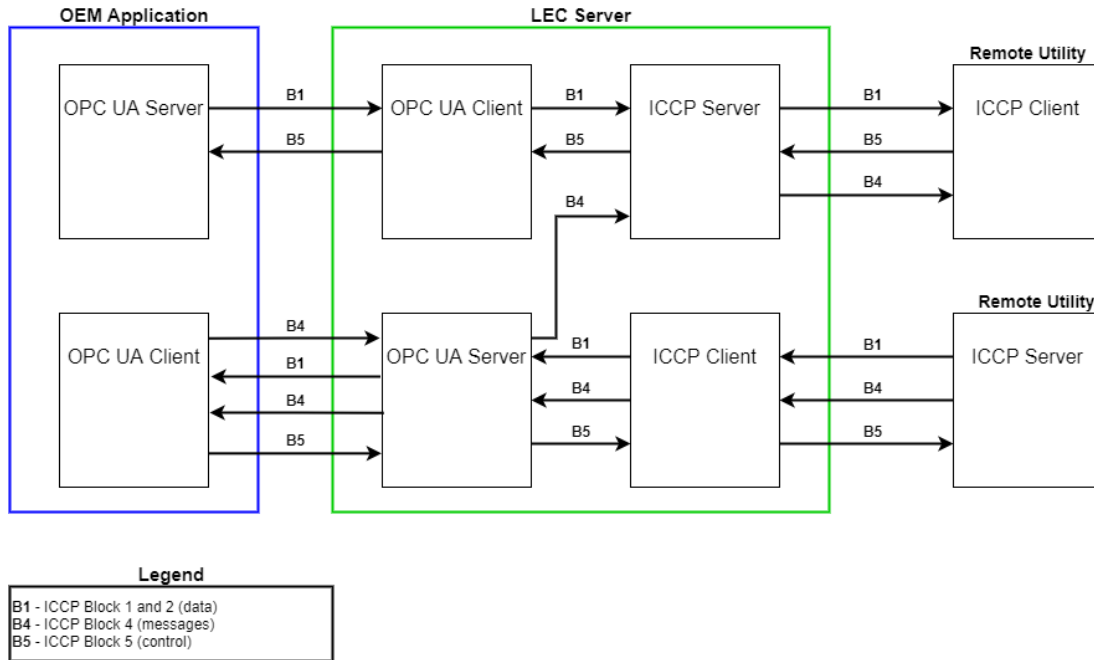 OEM Application
LEC Server
Remote Utility
OPC UA Server
B1
B5
OPC UA Client
B1
B5
B4
ICCP Server
B1
B5
B4
ICCP Client
Remote Utility
OPC UA Client
B4
B1
B4
B5
OPC UA Server
B1
B4
B5
ICCP Client
B1
B4
B5
ICCP Server
Legend
B1 - ICCP Block 1 and 2 (data)
B4 - ICCP Block 4 (messages)
B5 - ICCP Block 5 (control)